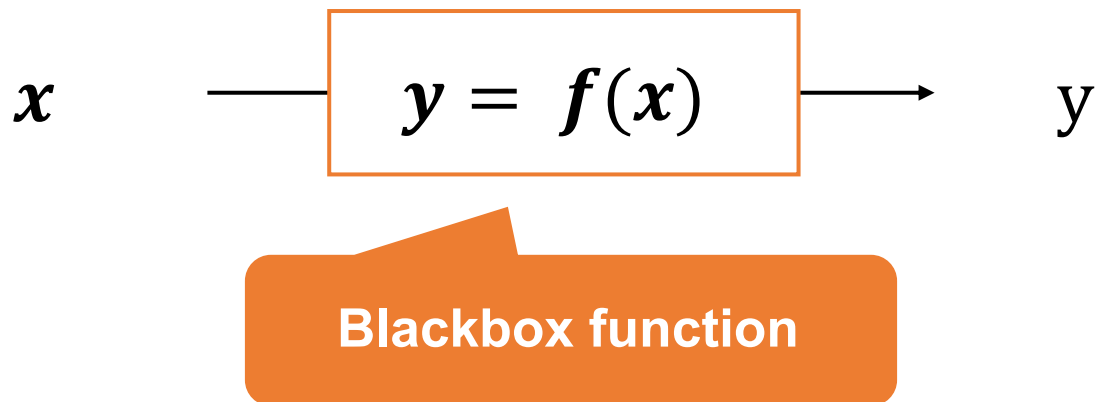 x
y = f(x)
y
Blackbox function